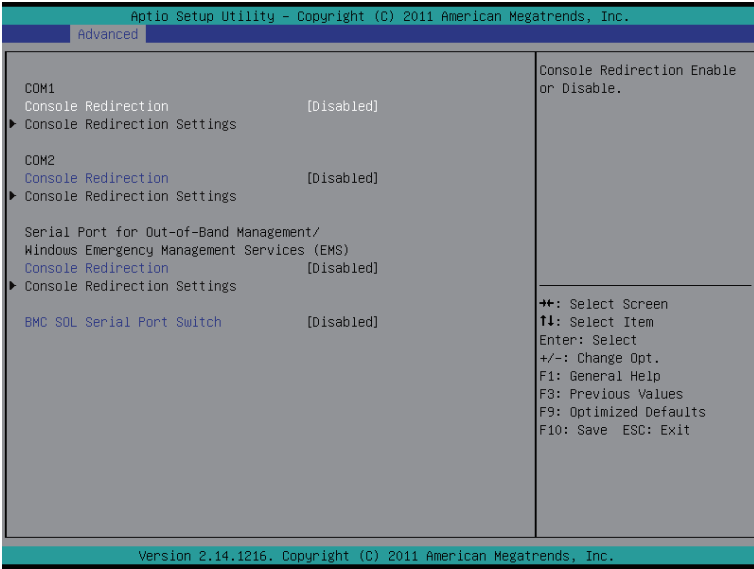 Aptio Setup Utility – Copyright (C) 2011 American Megatrends, Inc.
Advanced
COM1
Console Redirection [Disabled]
▶ Console Redirection Settings
COM2
Console Redirection [Disabled]
▶ Console Redirection Settings
Serial Port for Out-of-Band Management/
Windows Emergency Management Services (EMS)
Console Redirection [Disabled]
▶ Console Redirection Settings
BMC SOL Serial Port Switch [Disabled]
Console Redirection Enable
or Disable.
→←: Select Screen
↑↓: Select Item
Enter: Select
+/-: Change Opt.
F1: General Help
F3: Previous Values
F9: Optimized Defaults
F10: Save ESC: Exit
Version 2.14.1216. Copyright (C) 2011 American Megatrends, Inc.